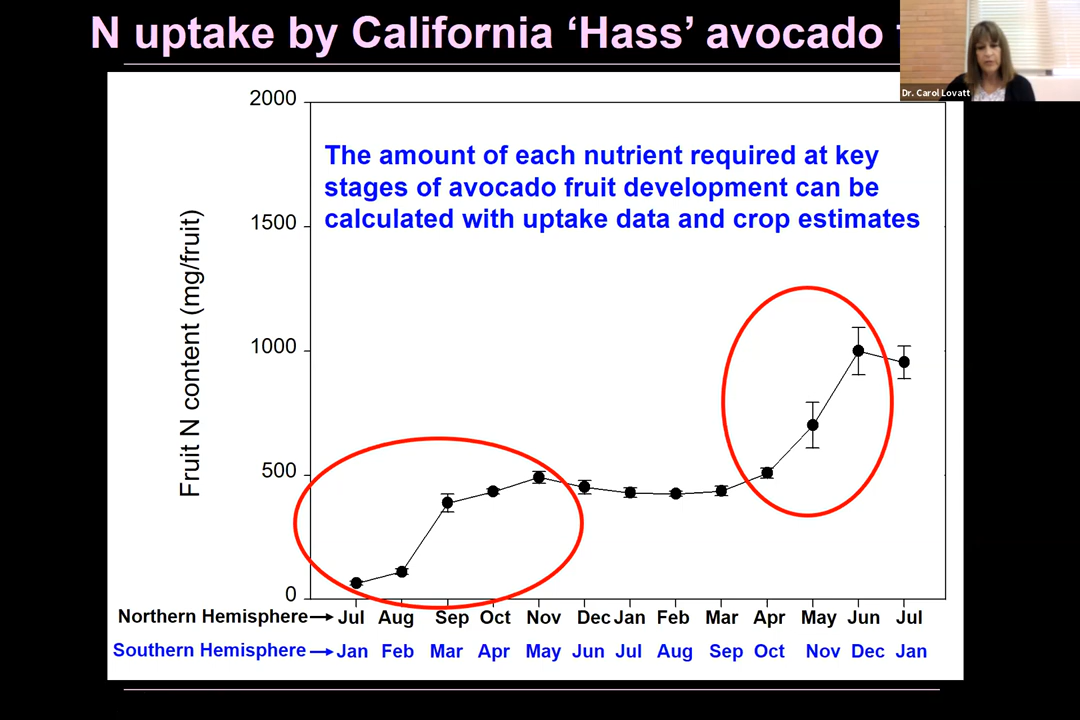 N uptake by California ‘Hass’ avocado
Dr. Carol Lovatt
2000
The amount of each nutrient required at key
stages of avocado fruit development can be
calculated with uptake data and crop estimates
1500
1000
500
0
Fruit N content (mg/fruit)
Northern Hemisphere → Jul Aug Sep Oct Nov Dec Jan Feb Mar Apr May Jun Jul
Southern Hemisphere → Jan Feb Mar Apr May Jun Jul Aug Sep Oct Nov Dec Jan